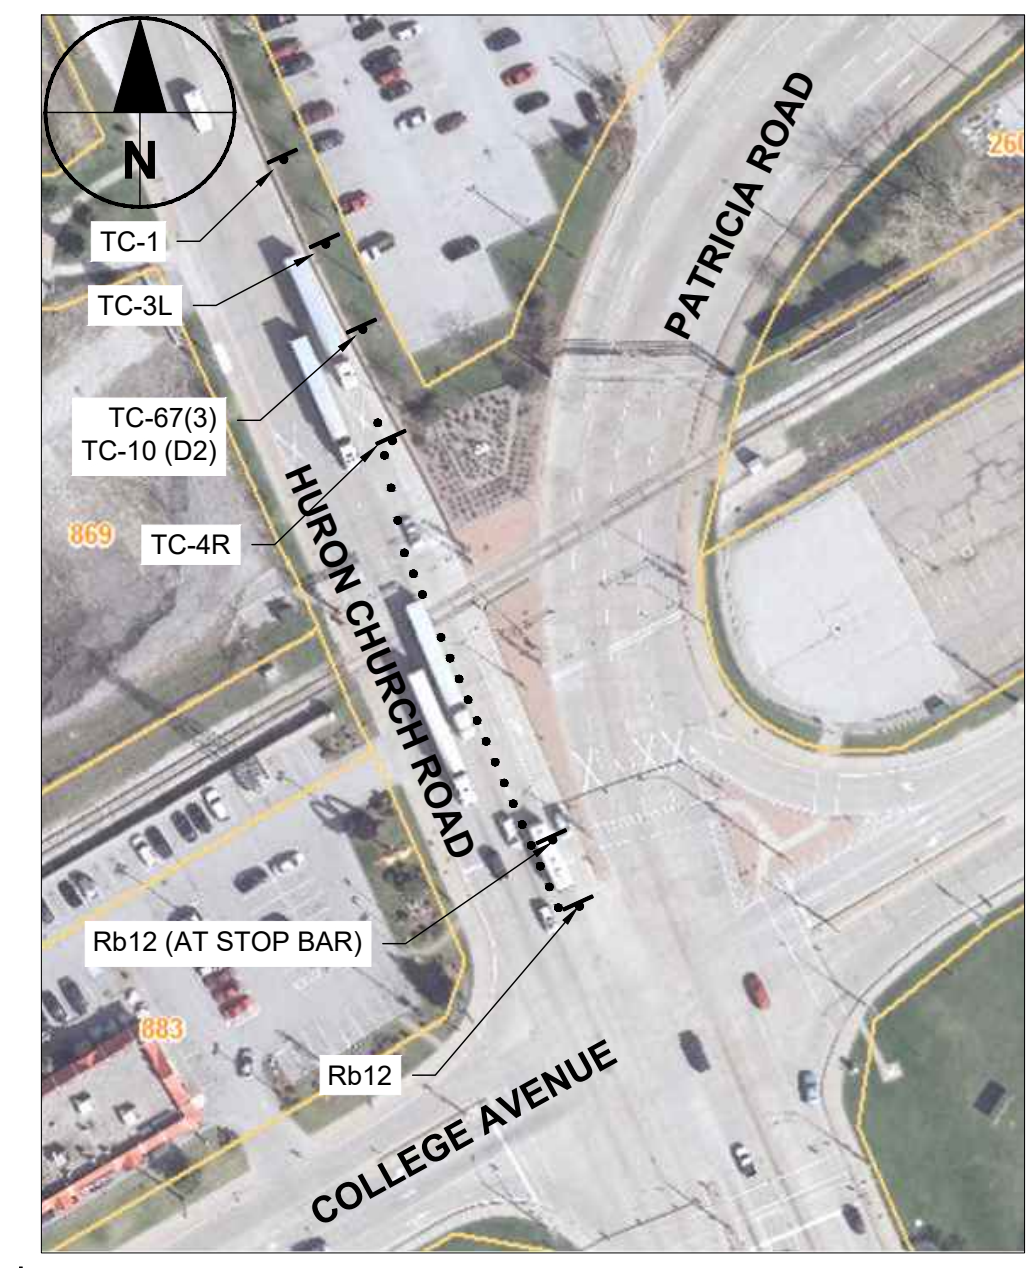 N
PATRICIA ROAD
260
TC-1
TC-3L
TC-67(3)
TC-10 (D2)
869
TC-4R
HURON CHURCH ROAD
Rb12 (AT STOP BAR)
883
Rb12
COLLEGE AVENUE